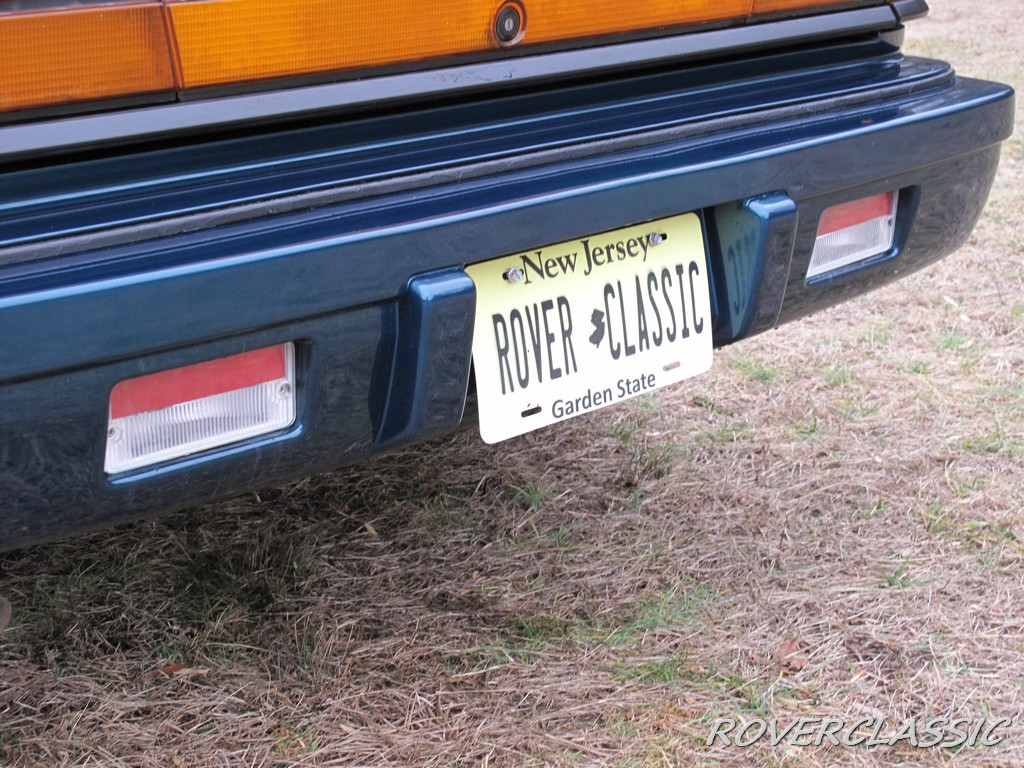 New Jersey
ROVER CLASSIC
Garden State
ROVERCLASSIC